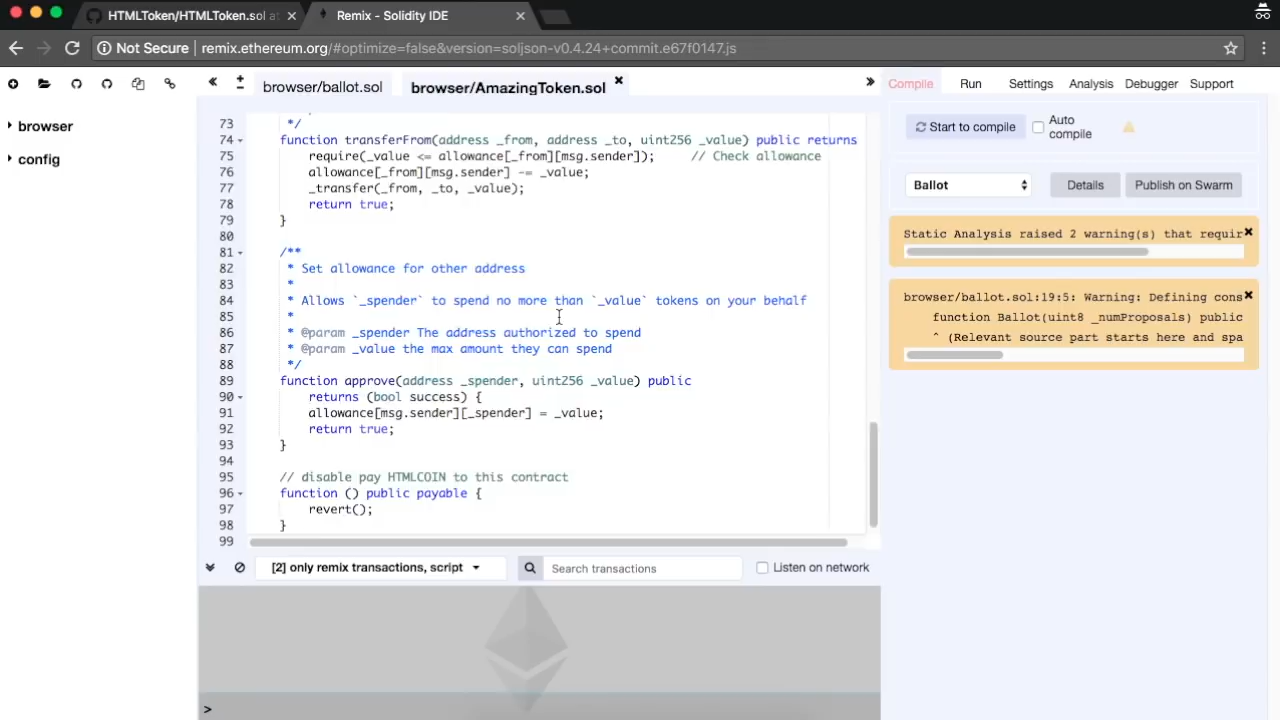 HTMLToken/HTMLToken.sol at
Remix - Solidity IDE
Not Secure | remix.ethereum.org/#optimize=false&version=soljson-v0.4.24+commit.e67f0147.js
browser/ballot.sol
browser/AmazingToken.sol
Compile Run Settings Analysis Debugger Support
browser
config
Start to compile
Auto compile
Ballot
Details
Publish on Swarm
Static Analysis raised 2 warning(s) that requir
browser/ballot.sol:19:5: Warning: Defining cons
function Ballot(uint8 _numProposals) public
^ (Relevant source part starts here and spa
73 */
74 function transferFrom(address _from, address _to, uint256 _value) public returns
75 require(_value <= allowance[_from][msg.sender]); // Check allowance
76 allowance[_from][msg.sender] -= _value;
77 _transfer(_from, _to, _value);
78 return true;
79 }
80
81 /**
82 * Set allowance for other address
83 *
84 * Allows `_spender` to spend no more than `_value` tokens on your behalf
85 *
86 * @param _spender The address authorized to spend
87 * @param _value the max amount they can spend
88 */
89 function approve(address _spender, uint256 _value) public
90 returns (bool success) {
91 allowance[msg.sender][_spender] = _value;
92 return true;
93 }
94
95 // disable pay HTMLCOIN to this contract
96 function () public payable {
97 revert();
98 }
99
[2] only remix transactions, script
Search transactions
Listen on network
>